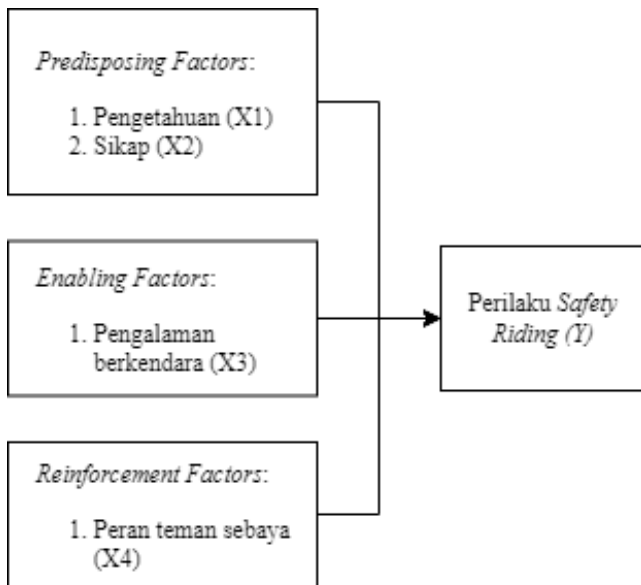 Predisposing Factors:
1. Pengetahuan (X1)
2. Sikap (X2)
Enabling Factors:
1. Pengalaman
berkendara (X3)
Reinforcement Factors:
1. Peran teman sebaya
(X4)
Perilaku Safety
Riding (Y)